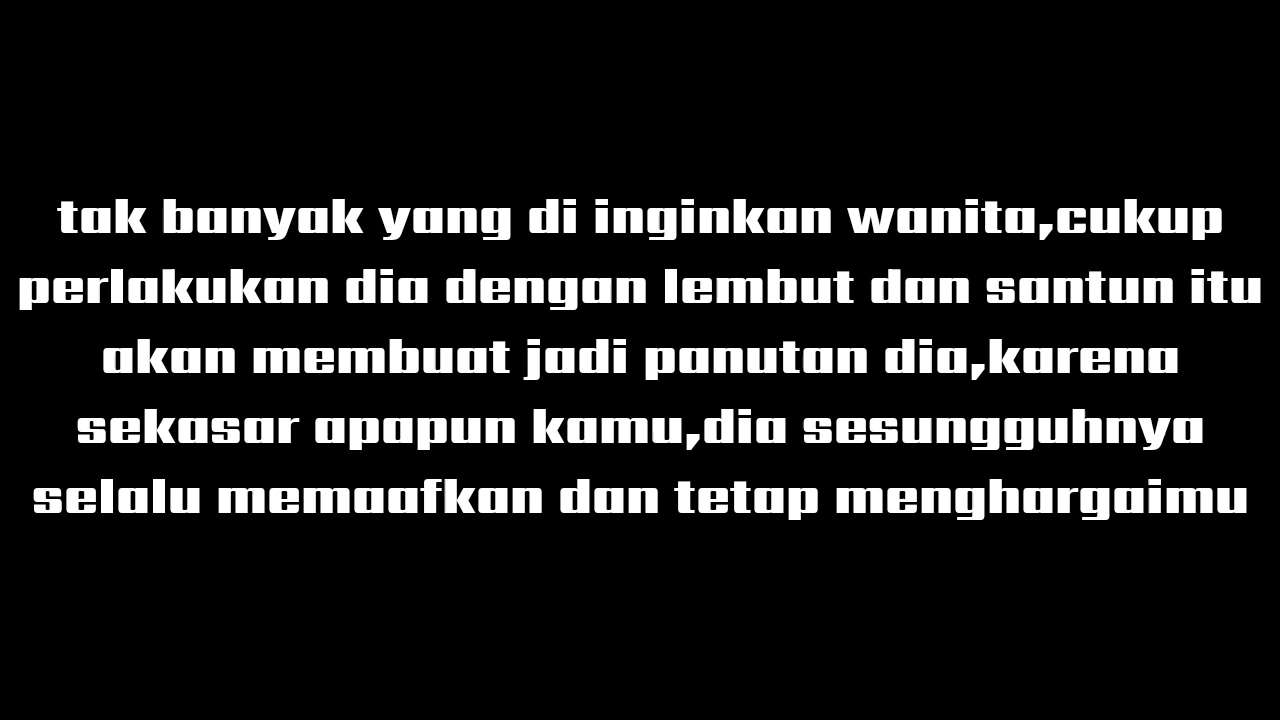 tak banyak yang di inginkan wanita,cukup
perlakukan dia dengan lembut dan santun itu
akan membuat jadi panutan dia,karena
sekasar apapun kamu,dia sesungguhnya
selalu memaafkan dan tetap menghargaimu